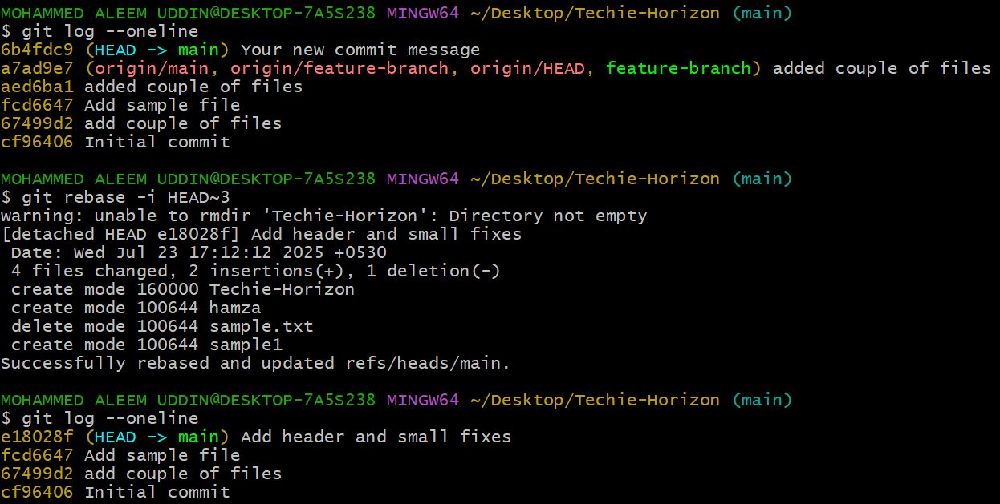 MOHAMMED ALEEM UDDIN@DESKTOP-7A5S238 MINGW64 ~/Desktop/Techie-Horizon (main)
$ git log --oneline
6b4fdc9 (HEAD -> main) Your new commit message
a7ad9e7 (origin/main, origin/feature-branch, origin/HEAD, feature-branch) added couple of files
aed6ba1 added couple of files
fcd6647 Add sample file
67499d2 add couple of files
cf96406 Initial commit

MOHAMMED ALEEM UDDIN@DESKTOP-7A5S238 MINGW64 ~/Desktop/Techie-Horizon (main)
$ git rebase -i HEAD~3
warning: unable to rmdir 'Techie-Horizon': Directory not empty
[detached HEAD e18028f] Add header and small fixes
 Date: Wed Jul 23 17:12:12 2025 +0530
 4 files changed, 2 insertions(+), 1 deletion(-)
 create mode 160000 Techie-Horizon
 create mode 100644 hamza
 delete mode 100644 sample.txt
 create mode 100644 sample1
Successfully rebased and updated refs/heads/main.

MOHAMMED ALEEM UDDIN@DESKTOP-7A5S238 MINGW64 ~/Desktop/Techie-Horizon (main)
$ git log --oneline
e18028f (HEAD -> main) Add header and small fixes
fcd6647 Add sample file
67499d2 add couple of files
cf96406 Initial commit